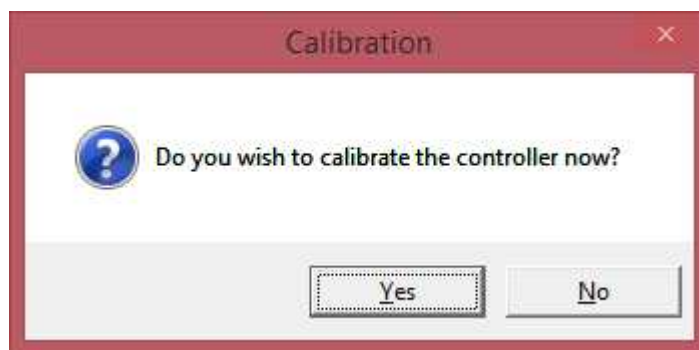 Calibration
Do you wish to calibrate the controller now?
Yes
No